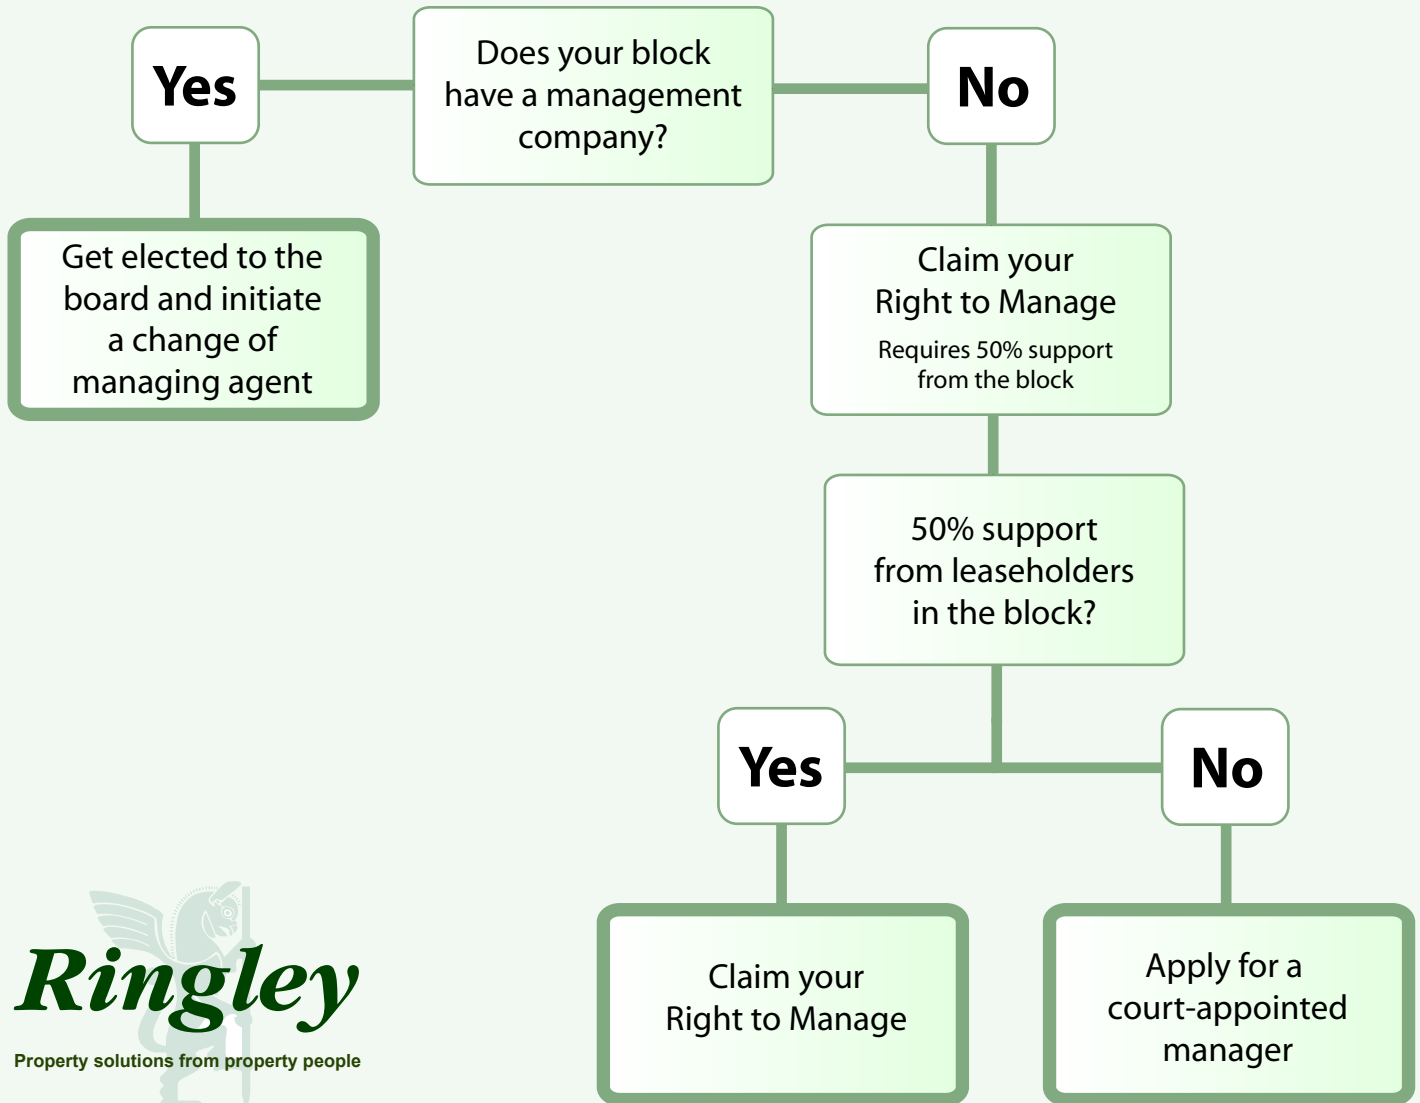 Yes
Does your block
have a management
company?
No
Get elected to the
board and initiate
a change of
managing agent
Claim your
Right to Manage
Requires 50% support
from the block
50% support
from leaseholders
in the block?
Yes
No
Claim your
Right to Manage
Apply for a
court-appointed
manager
Ringley
Property solutions from property people